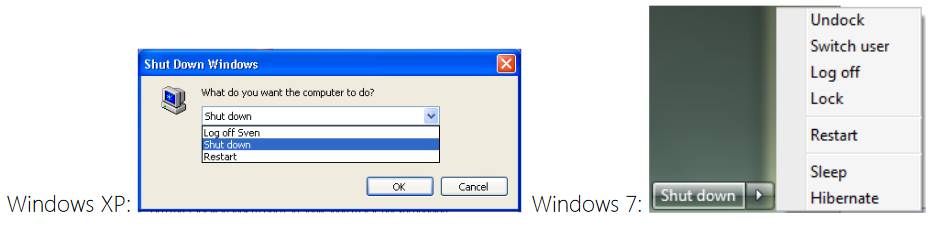 Windows XP:
Shut Down Windows
What do you want the computer to do?
Shut down
Log off Sven
Shut down
Restart
OK
Cancel
Windows 7:
Undock
Switch user
Log off
Lock
Restart
Sleep
Hibernate
Shut down